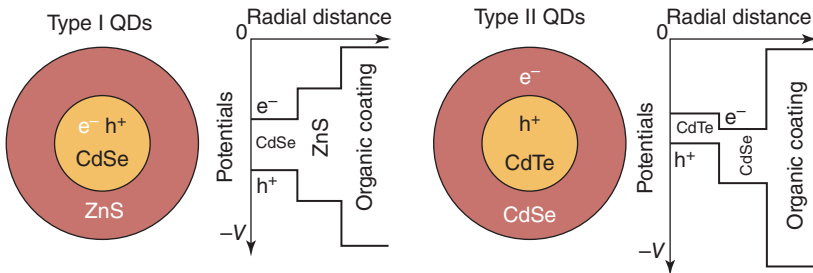 Type I QDs
e⁻ h⁺
CdSe
ZnS
Radial distance
0
Potentials
–V
e⁻
CdSe
h⁺
ZnS
Organic coating
Type II QDs
e⁻
h⁺
CdTe
CdSe
Radial distance
0
Potentials
–V
CdTe
h⁺
e⁻
CdSe
Organic coating